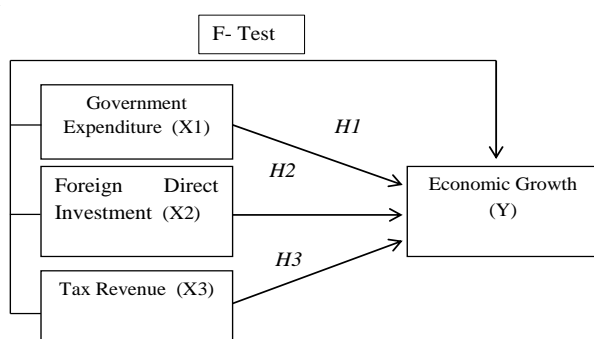 F- Test
Government
Expenditure (X1)
H1
H2
Foreign Direct
Investment (X2)
Economic Growth
(Y)
H3
Tax Revenue (X3)